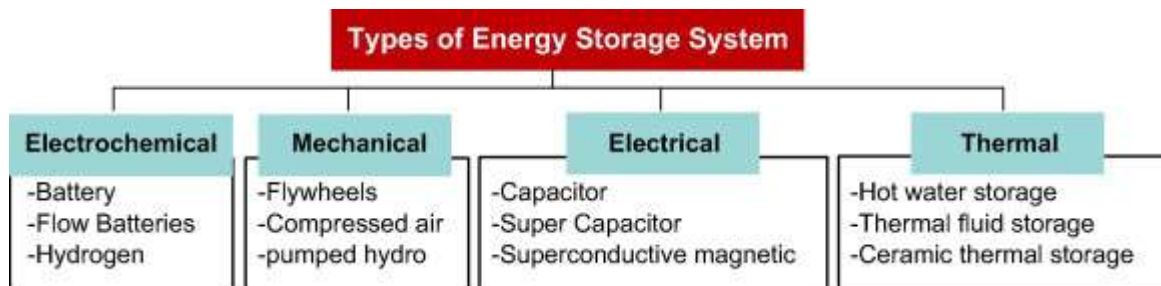 Types of Energy Storage System
Electrochemical
-Battery
-Flow Batteries
-Hydrogen
Mechanical
-Flywheels
-Compressed air
-pumped hydro
Electrical
-Capacitor
-Super Capacitor
-Superconductive magnetic
Thermal
-Hot water storage
-Thermal fluid storage
-Ceramic thermal storage